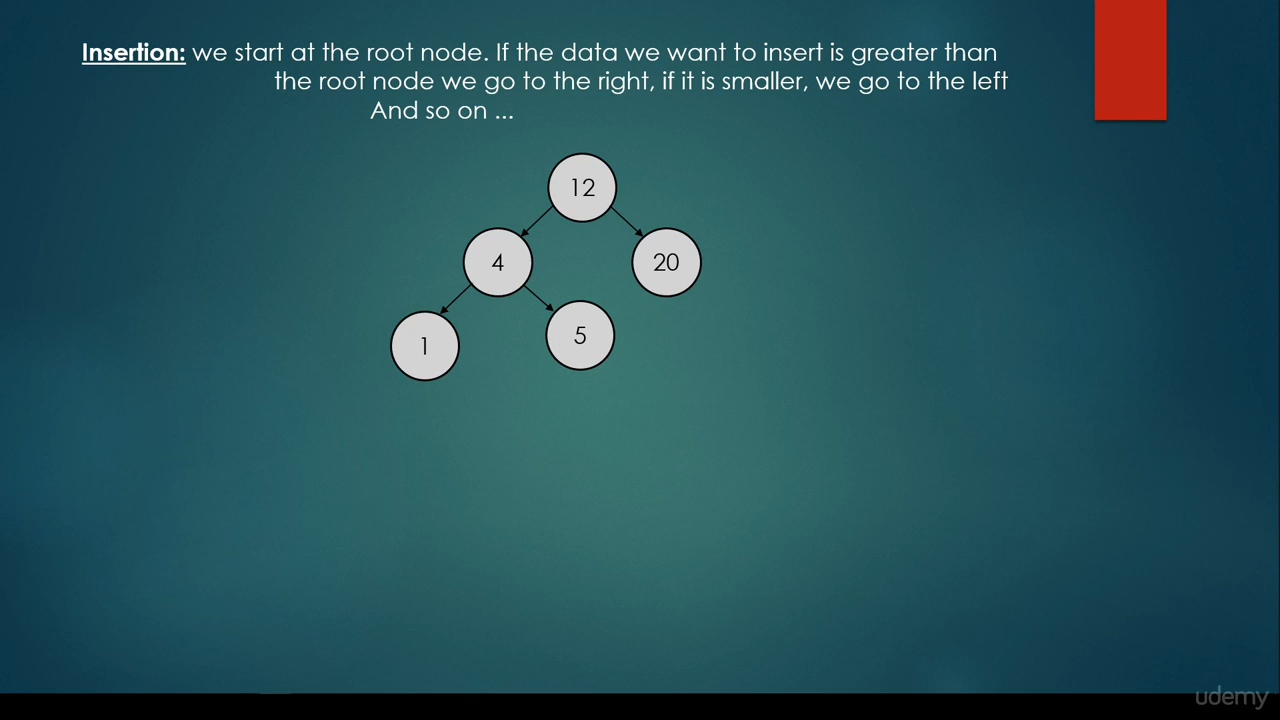 Insertion: we start at the root node. If the data we want to insert is greater than
the root node we go to the right, if it is smaller, we go to the left
And so on ...
12
4
20
1
5
udemy